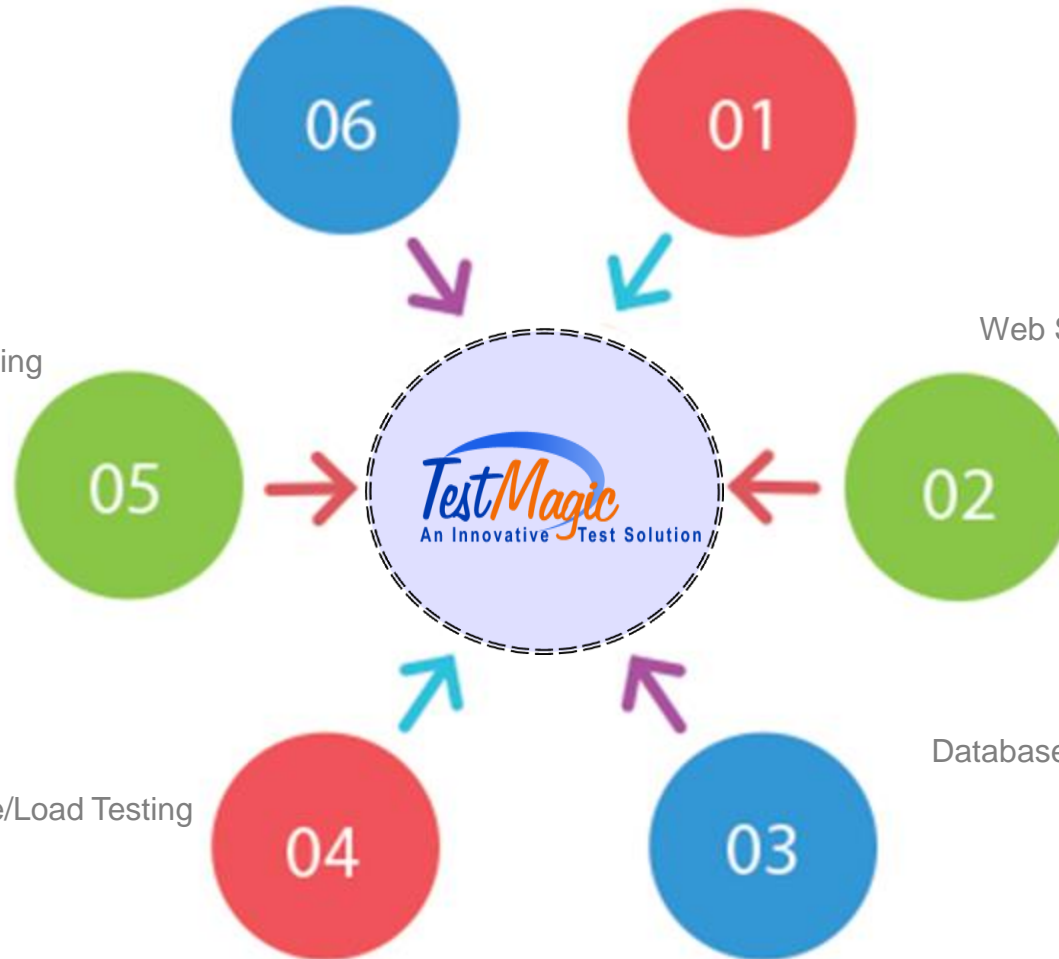 06
01
Web
ing
05
02
TestMagic
An Innovative Test Solution
Database
/Load Testing
04
03